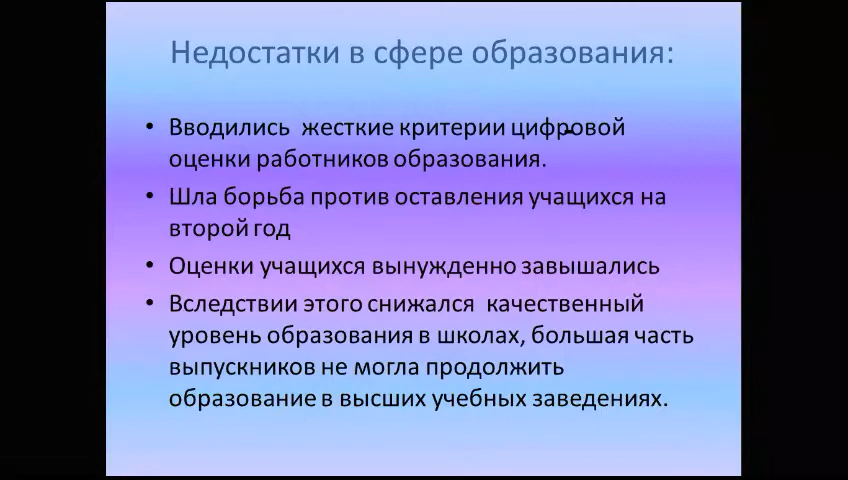 Недостатки в сфере образования:
• Вводились жесткие критерии цифровой
оценки работников образования.
• Шла борьба против оставления учащихся на
второй год
• Оценки учащихся вынужденно завышались
• Вследствии этого снижался качественный
уровень образования в школах, большая часть
выпускников не могла продолжить
образование в высших учебных заведениях.